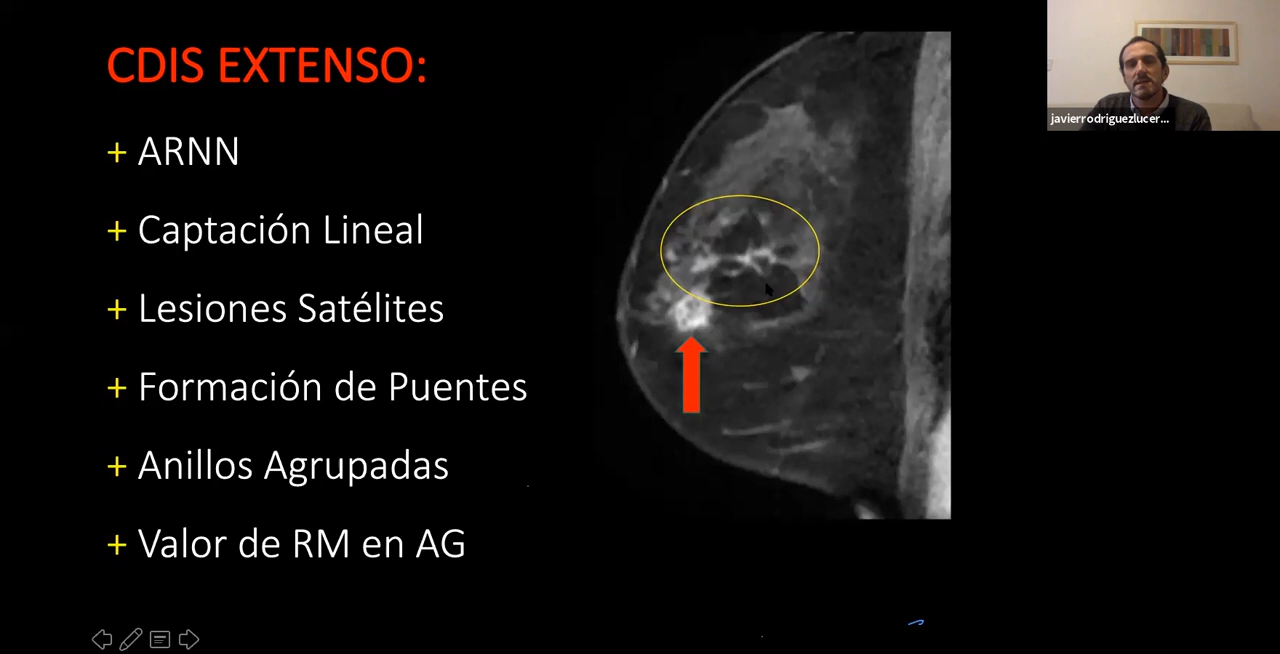 CDIS EXTENSO:
+ ARNN
+ Captación Lineal
+ Lesiones Satélites
+ Formación de Puentes
+ Anillos Agrupadas
+ Valor de RM en AG
javierrodriguezlucer...